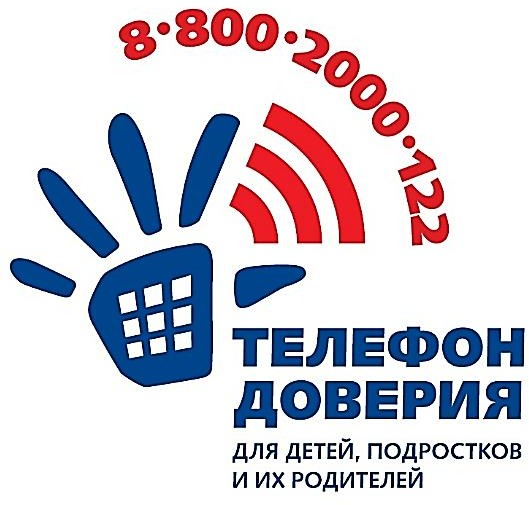 8·800·2000·122
ТЕЛЕФОН
ДОВЕРИЯ
ДЛЯ ДЕТЕЙ, ПОДРОСТКОВ
И ИХ РОДИТЕЛЕЙ